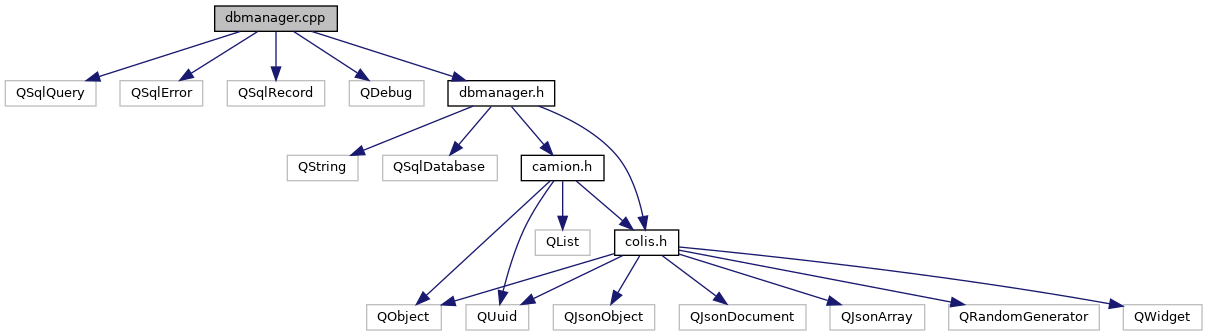 dbmanager.cpp
QSqlQuery
QSqlError
QSqlRecord
QDebug
dbmanager.h
QString
QSqlDatabase
camion.h
QList
colis.h
QObject
QUuid
QJsonObject
QJsonDocument
QJsonArray
QRandomGenerator
QWidget